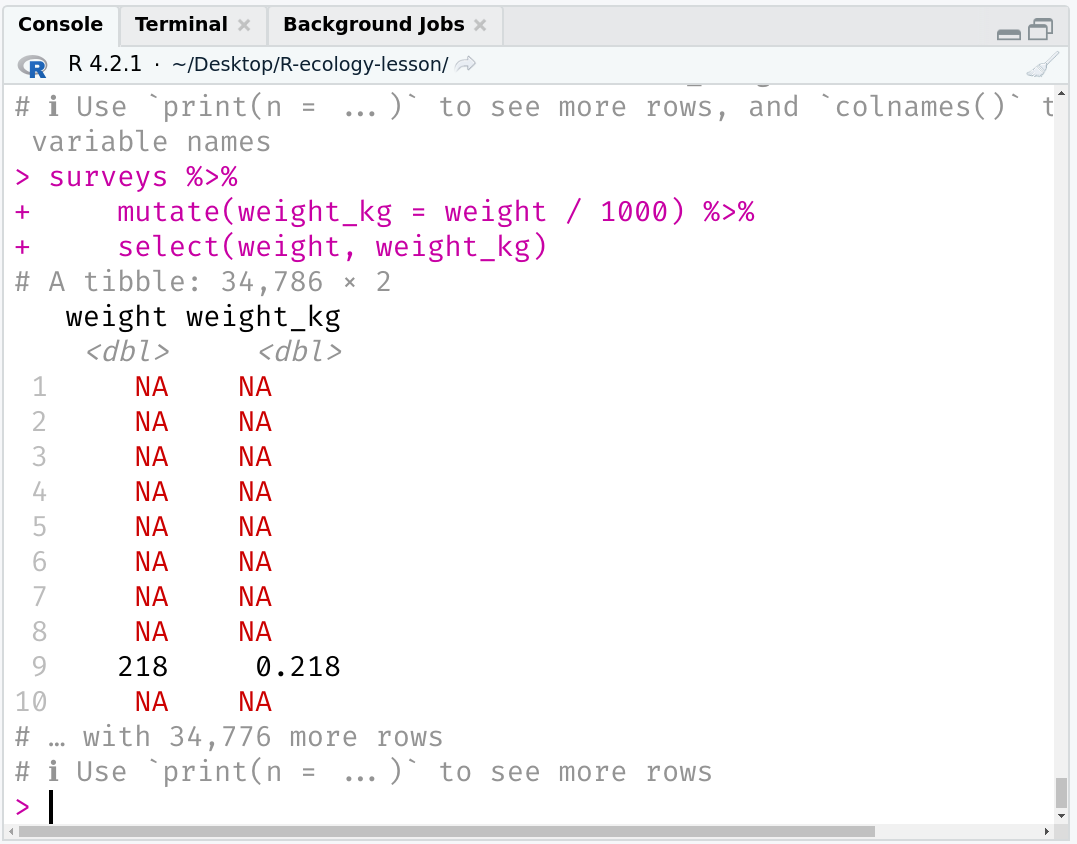 Console Terminal Background Jobs
R R 4.2.1 · ~/Desktop/R-ecology-lesson/
# ℹ Use `print(n = ...)` to see more rows, and `colnames()` t
variable names
> surveys %>%
+     mutate(weight_kg = weight / 1000) %>%
+     select(weight, weight_kg)
# A tibble: 34,786 × 2
   weight weight_kg
    <dbl>     <dbl>
 1     NA    NA
 2     NA    NA
 3     NA    NA
 4     NA    NA
 5     NA    NA
 6     NA    NA
 7     NA    NA
 8     NA    NA
 9    218     0.218
10     NA    NA
# … with 34,776 more rows
# ℹ Use `print(n = ...)` to see more rows
>